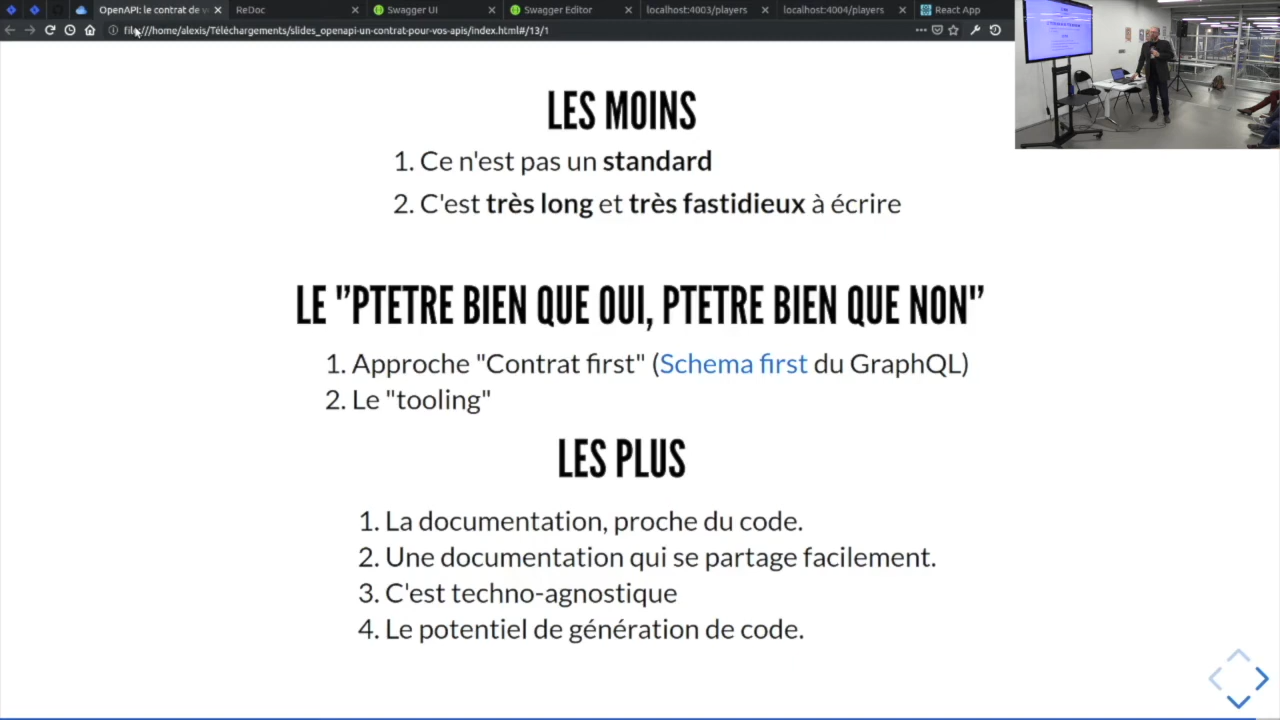 OpenAPI: le contrat de v
ReDoc
Swagger UI
Swagger Editor
localhost:4003/players
localhost:4004/players
React App
file:///home/alexis/Téléchargements/slides_openapi-un-contrat-pour-vos-apis/index.html#/13/1
LES MOINS
1. Ce n'est pas un standard
2. C'est très long et très fastidieux à écrire
LE "PTETRE BIEN QUE OUI, PTETRE BIEN QUE NON"
1. Approche "Contrat first" (Schema first du GraphQL)
2. Le "tooling"
LES PLUS
1. La documentation, proche du code.
2. Une documentation qui se partage facilement.
3. C'est techno-agnostique
4. Le potentiel de génération de code.